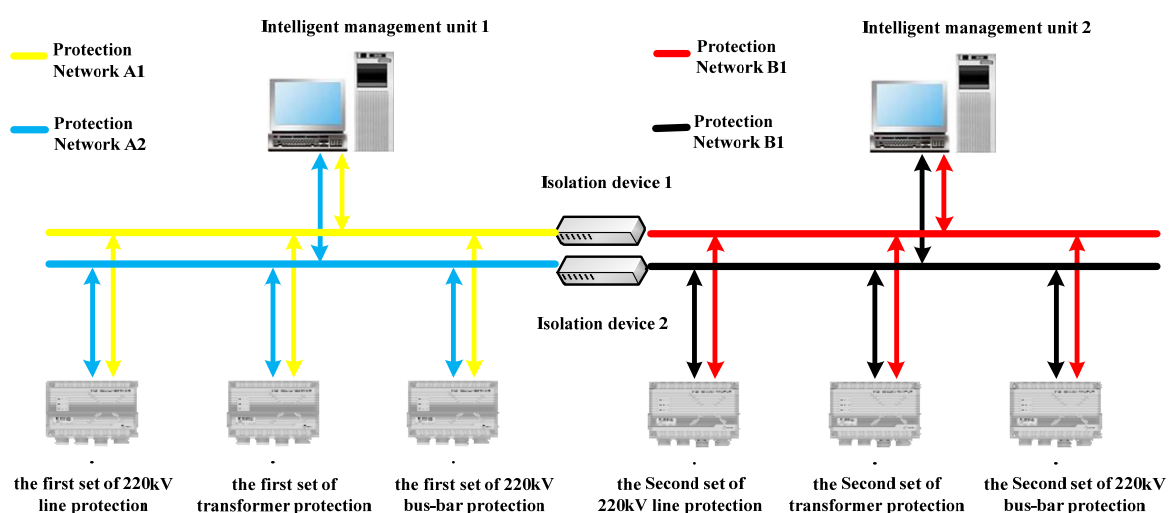 Intelligent management unit 1
Intelligent management unit 2
Protection
Network A1
Protection
Network A2
Protection
Network B1
Protection
Network B1
Isolation device 1
Isolation device 2
the first set of 220kV
line protection
the first set of
transformer protection
the first set of 220kV
bus-bar protection
the Second set of
220kV line protection
the Second set of
transformer protection
the Second set of 220kV
bus-bar protection